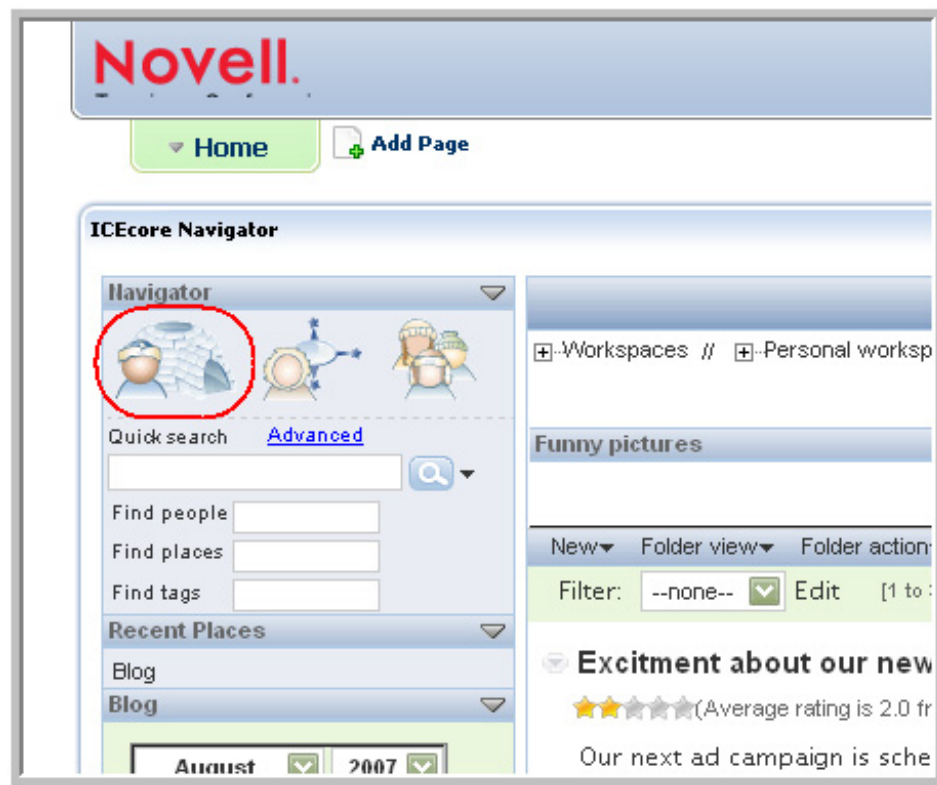 Novell.
Home
Add Page
ICEcore Navigator
Navigator
Quick search Advanced
Find people
Find places
Find tags
Recent Places
Blog
Blog
August 2007
Workspaces // Personal worksp
Funny pictures
New Folder view Folder action
Filter: --none-- Edit [1 to
Excitment about our new
(Average rating is 2.0 fr
Our next ad campaign is sche